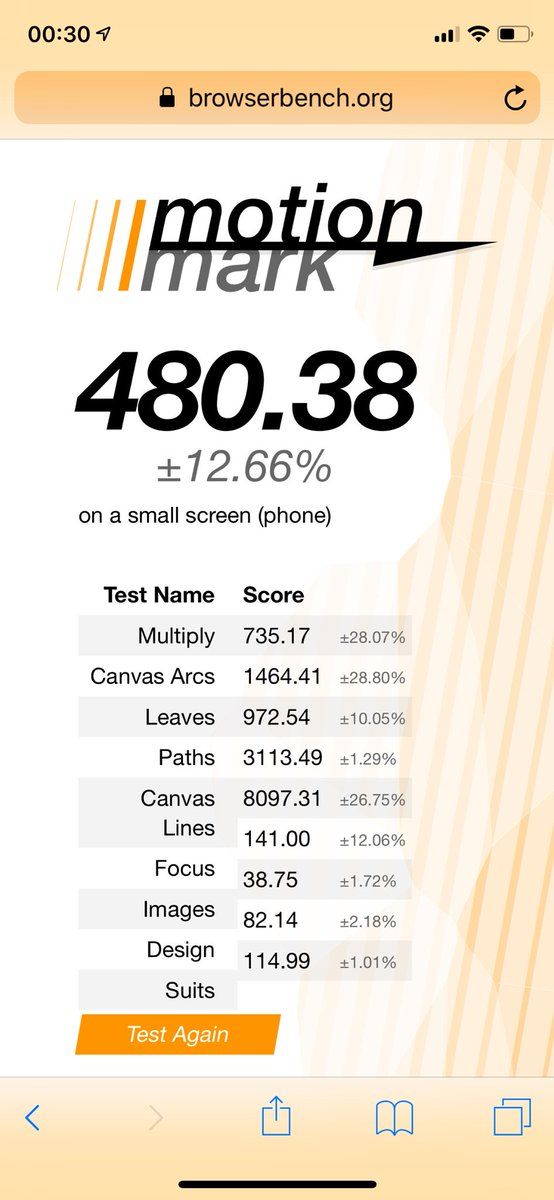 00:30
browserbench.org
motion
mark
480.38
±12.66%
on a small screen (phone)
Test Name Score
Multiply 735.17 ±28.07%
Canvas Arcs 1464.41 ±28.80%
Leaves 972.54 ±10.05%
Paths 3113.49 ±1.29%
Canvas 8097.31 ±26.75%
Lines 141.00 ±12.06%
Focus 38.75 ±1.72%
Images 82.14 ±2.18%
Design 114.99 ±1.01%
Suits
Test Again